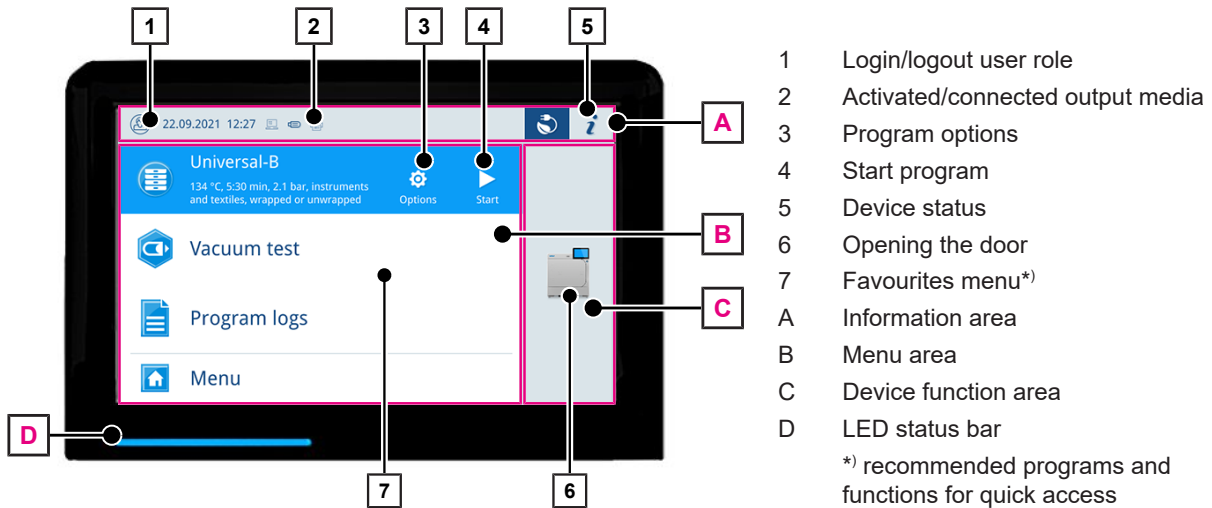 1 2 3 4 5
A
22.09.2021 12:27
i
Universal-B
134 °C, 5:30 min, 2.1 bar, instruments
and textiles, wrapped or unwrapped
Options
Start
B
Vacuum test
C
Program logs
Menu
D
7
6
1 Login/logout user role
2 Activated/connected output media
3 Program options
4 Start program
5 Device status
6 Opening the door
7 Favourites menu*)
A Information area
B Menu area
C Device function area
D LED status bar
*) recommended programs and
functions for quick access